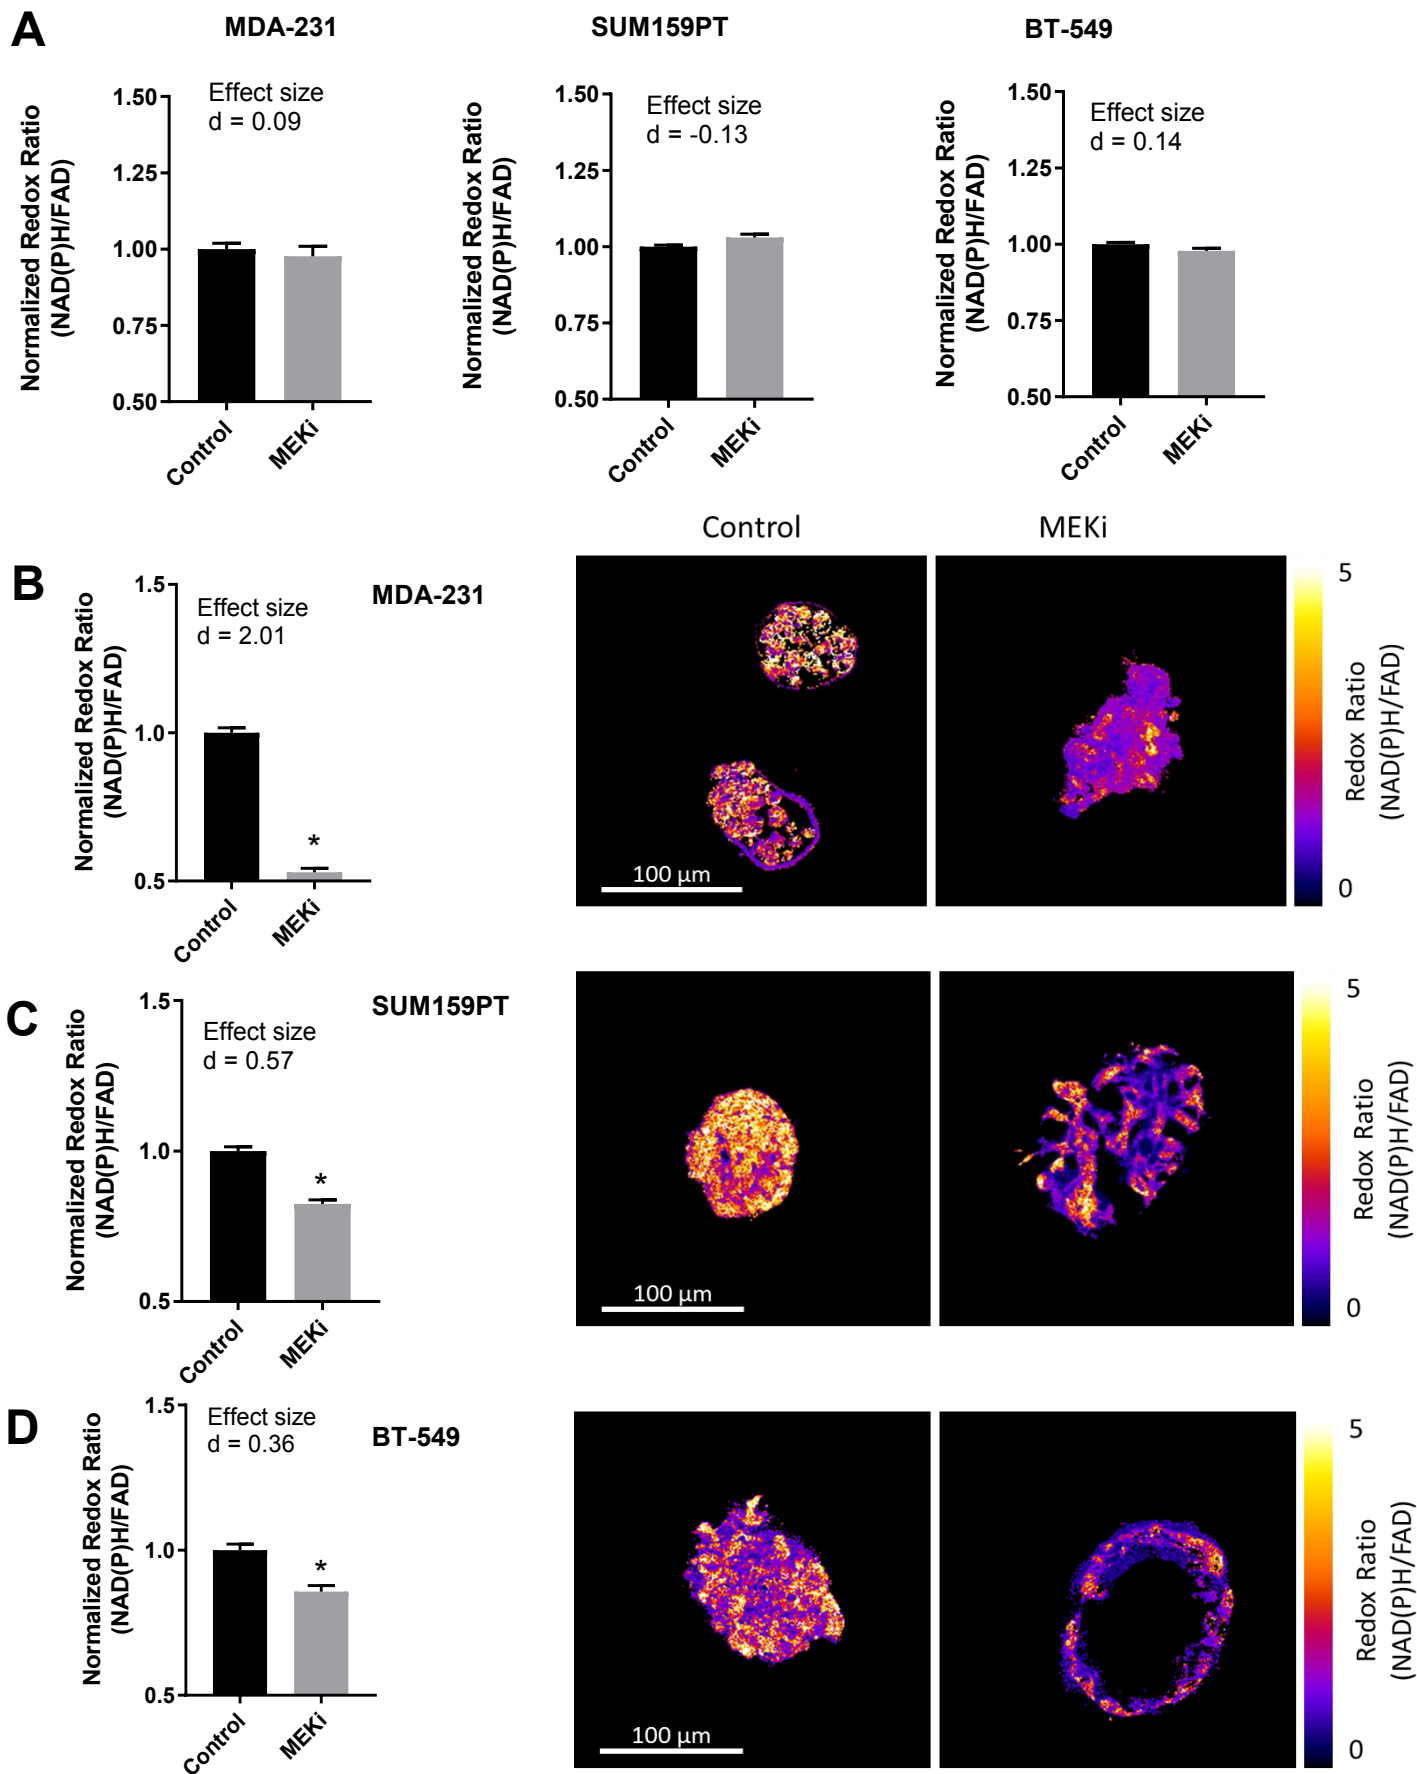 A
MDA-231
SUM159PT
BT-549
Normalized Redox Ratio
(NAD(P)H/FAD)
1.50
1.25
1.00
0.75
0.50
Effect size
d = 0.09
Control
MEKi
Normalized Redox Ratio
(NAD(P)H/FAD)
1.50
1.25
1.00
0.75
0.50
Effect size
d = -0.13
Control
MEKi
Normalized Redox Ratio
(NAD(P)H/FAD)
1.50
1.25
1.00
0.75
0.50
Effect size
d = 0.14
Control
MEKi
Control
MEKi
B
MDA-231
Normalized Redox Ratio
(NAD(P)H/FAD)
1.5
1.0
0.5
Effect size
d = 2.01
*
Control
MEKi
100 µm
5
0
Redox Ratio
(NAD(P)H/FAD)
C
SUM159PT
Normalized Redox Ratio
(NAD(P)H/FAD)
1.5
1.0
0.5
Effect size
d = 0.57
*
Control
MEKi
100 µm
5
0
Redox Ratio
(NAD(P)H/FAD)
D
BT-549
Normalized Redox Ratio
(NAD(P)H/FAD)
1.5
1.0
0.5
Effect size
d = 0.36
*
Control
MEKi
100 µm
5
0
Redox Ratio
(NAD(P)H/FAD)